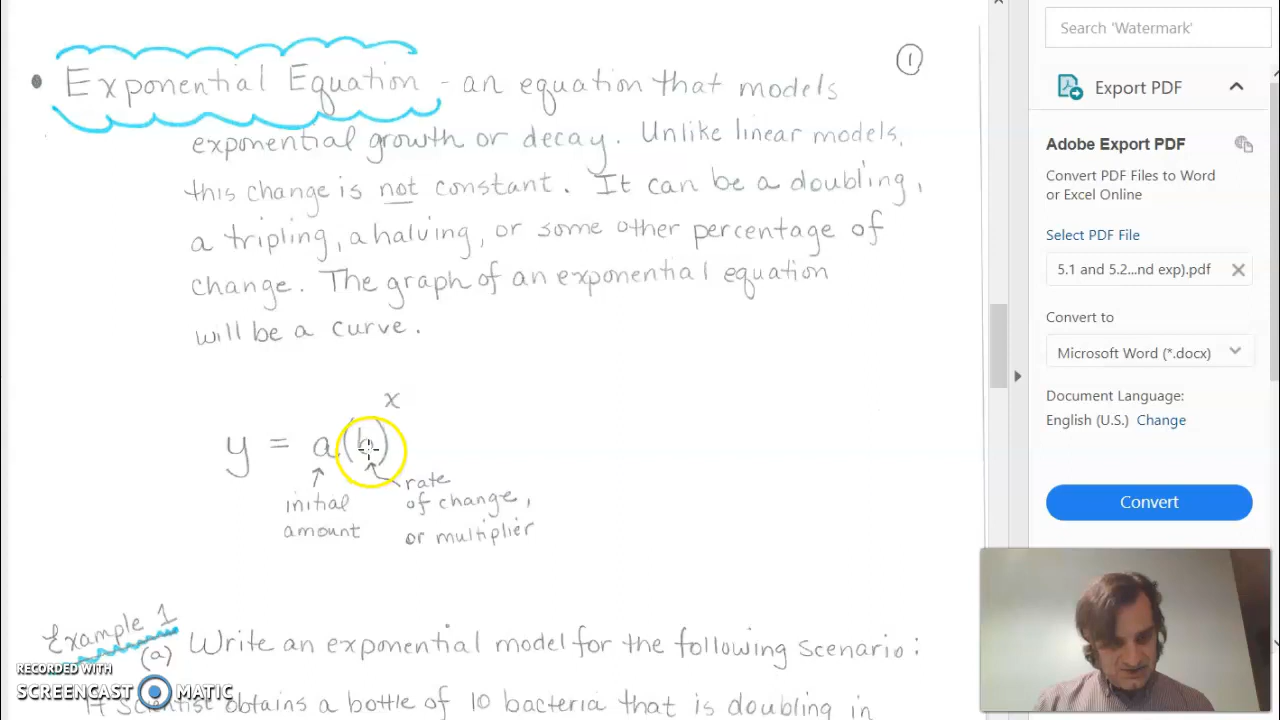 ①
• Exponential Equation - an equation that models
exponential growth or decay. Unlike linear models,
this change is not constant. It can be a doubling,
a tripling, a halving, or some other percentage of
change. The graph of an exponential equation
will be a curve.
x
y = a.(b)
initial
amount
rate
of change,
or multiplier
Example 1
(a)
Write an exponential model for the following scenario:
scientist obtains a bottle of 10 bacteria that is doubling in
RECORDED WITH
SCREENCAST MATIC
Search 'Watermark'
Export PDF
Adobe Export PDF
Convert PDF Files to Word
or Excel Online
Select PDF File
5.1 and 5.2...nd exp).pdf
Convert to
Microsoft Word (*.docx)
Document Language:
English (U.S.) Change
Convert